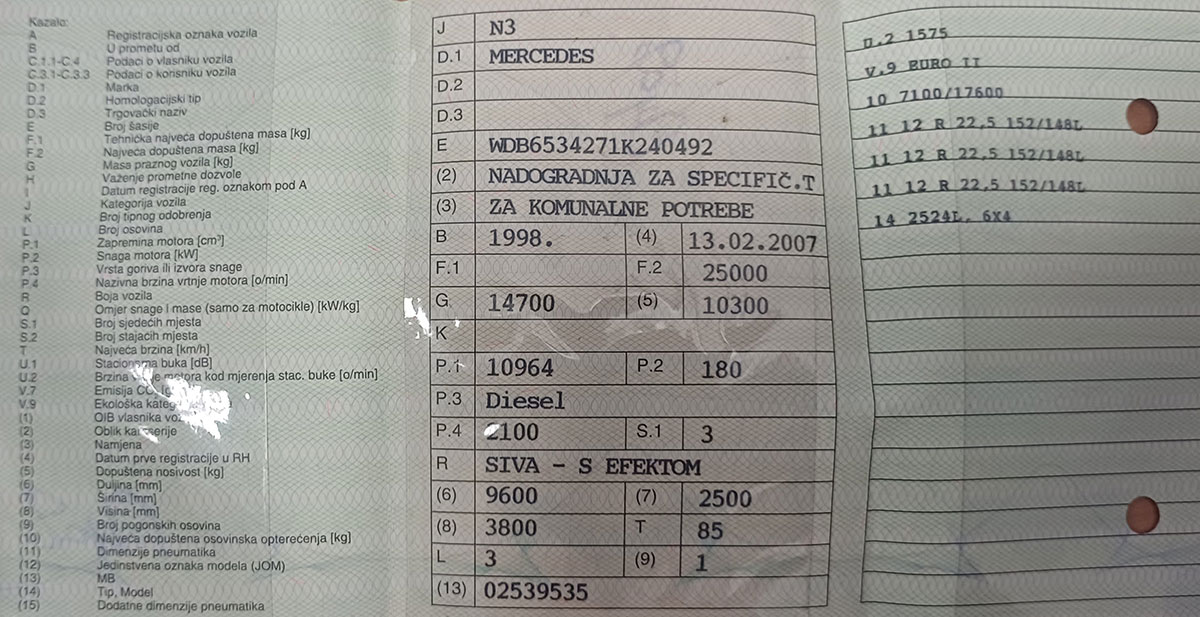 Kazalo:
A Registracijska oznaka vozila
B U prometu od
C.1.1-C.4 Podaci o vlasniku vozila
C.3.1-C.3.3 Podaci o korisniku vozila
D.1 Marka
D.2 Homologacijski tip
D.3 Trgovački naziv
E Broj šasije
F.1 Tehnička najveća dopuštena masa [kg]
F.2 Najveća dopuštena masa [kg]
G Masa praznog vozila [kg]
H Važenje prometne dozvole
I Datum registracije reg. oznakom pod A
J Kategorija vozila
K Broj tipnog odobrenja
L Broj osovina
P.1 Zapremina motora [cm³]
P.2 Snaga motora [kW]
P.3 Vrsta goriva ili izvora snage
P.4 Nazivna brzina vrtnje motora [o/min]
R Boja vozila
Q Omjer snage i mase (samo za motocikle) [kW/kg]
S.1 Broj sjedećih mjesta
S.2 Broj stajaćih mjesta
T Najveća brzina [km/h]
U.1 buka [dB]
U.2 Brzina motora kod mjerenja stac. buke [o/min]
V.7 Emisija
V.9 Ekološka
(1) OIB vlasnika
(2) Oblik
(3) Namjena
(4) Datum prve registracije u RH
(5) Dopuštena nosivost [kg]
(6) Duljina [mm]
(7) Širina [mm]
(8) Visina [mm]
(9) Broj pogonskih osovina
(10) Najveća dopuštena osovinska opterećenja [kg]
(11) Dimenzije pneumatika
(12) Jedinstvena oznaka modela (JOM)
(13) MB
(14) Tip, Model
(15) Dodatne dimenzije pneumatika
J N3
D.1 MERCEDES
D.2
D.3
E WDB6534271K240492
(2) NADOGRADNJA ZA SPECIFIČ.T
(3) ZA KOMUNALNE POTREBE
B 1998. (4) 13.02.2007
F.1 F.2 25000
G 14700 (5) 10300
K
P.1 10964 P.2 180
P.3 Diesel
P.4 2100 S.1 3
R SIVA - S EFEKTOM
(6) 9600 (7) 2500
(8) 3800 T 85
L 3 (9) 1
(13) 02539535
U.2 1575
V.9 EURO II
10 7100/17600
11 12 R 22,5 152/148L
11 12 R 22,5 152/148L
11 12 R 22,5 152/148L
14 2524L, 6X4